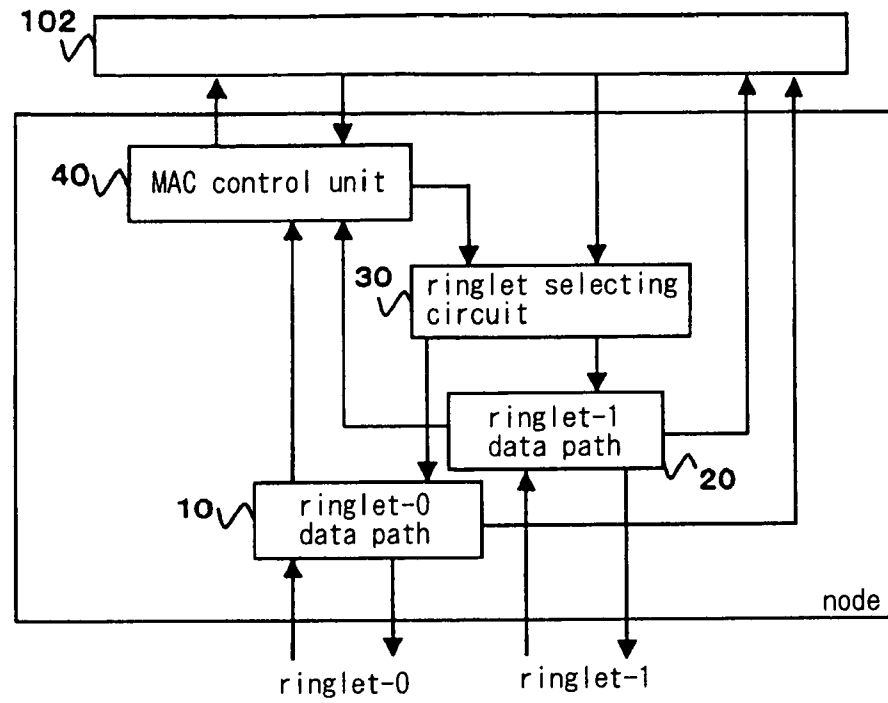 102
40
MAC control unit
30
ringlet selecting
circuit
ringlet-1
data path
20
10
ringlet-0
data path
node
ringlet-0
ringlet-1